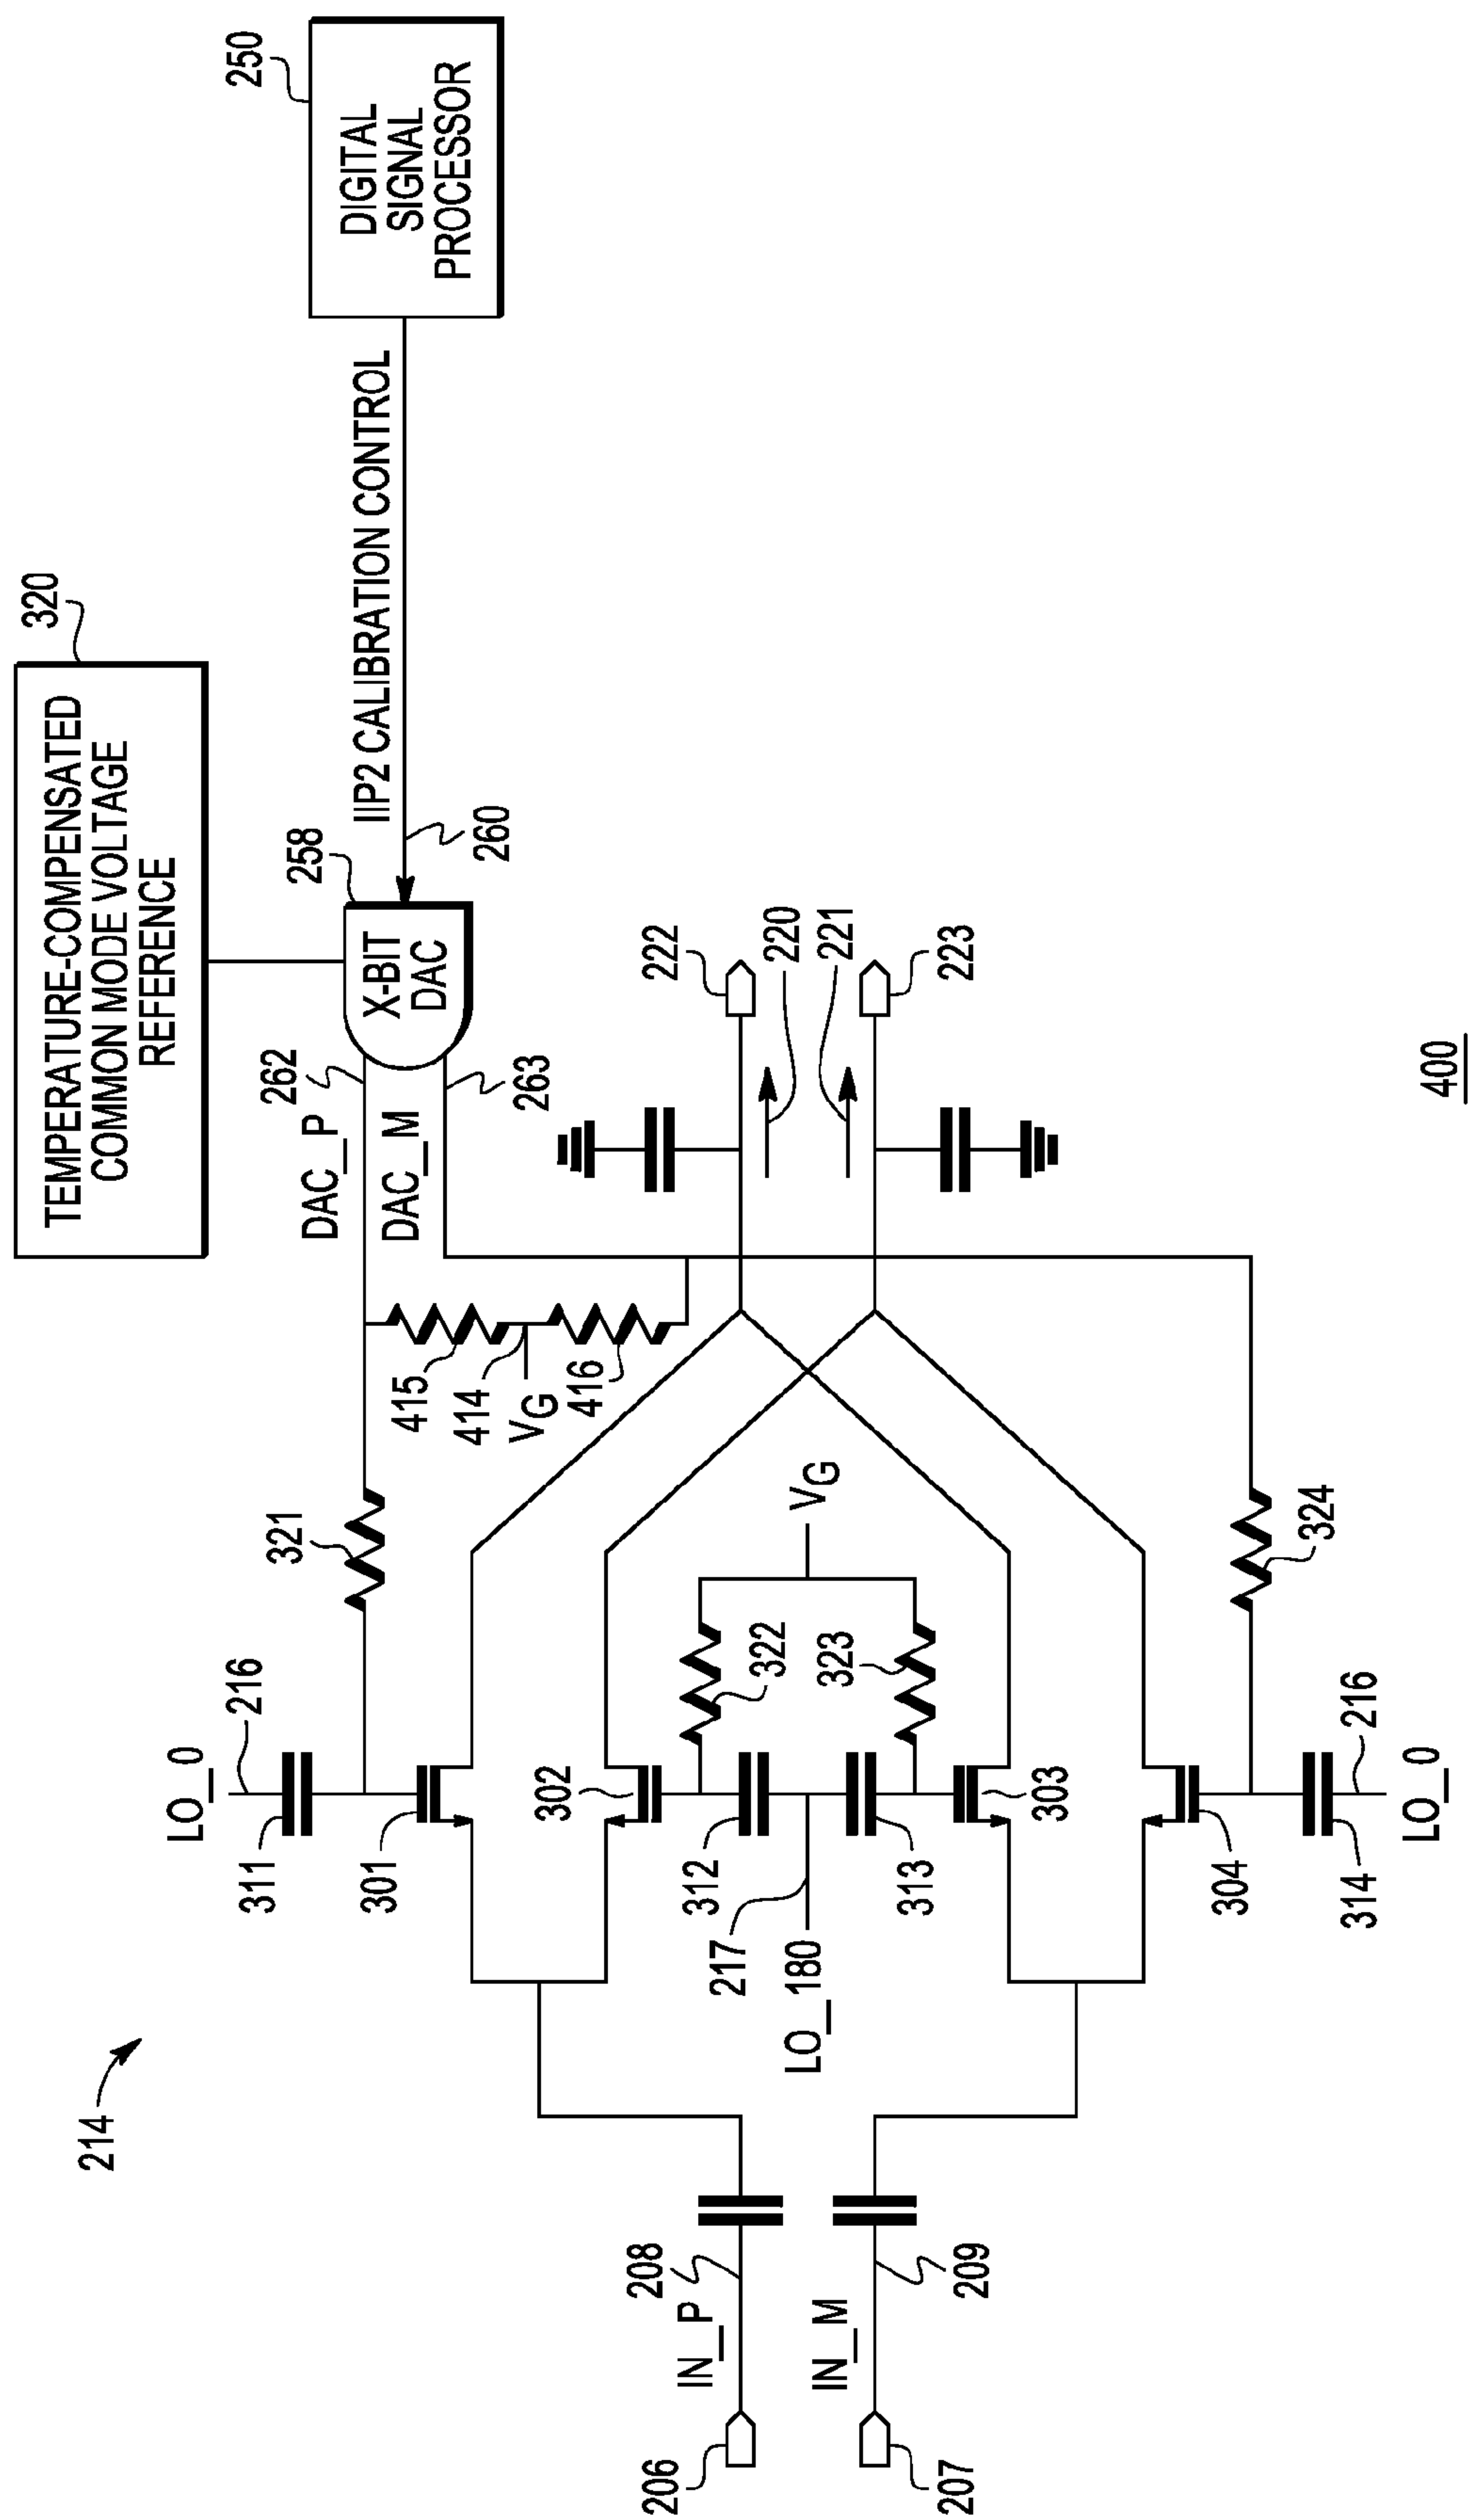 TEMPERATURE-COMPENSATED
COMMON MODE VOLTAGE
REFERENCE
320
250
DIGITAL
SIGNAL
PROCESSOR
IIP2 CALIBRATION CONTROL
260
258
X-BIT
DAC
262
DAC_P
DAC_M
263
214
LO_0
216
311
301
321
415
414
VG
416
222
220
221
223
302
312
322
VG
217
LO_180
323
313
303
304
324
314
216
LO_0
208
IN_P
206
IN_M
209
207
400